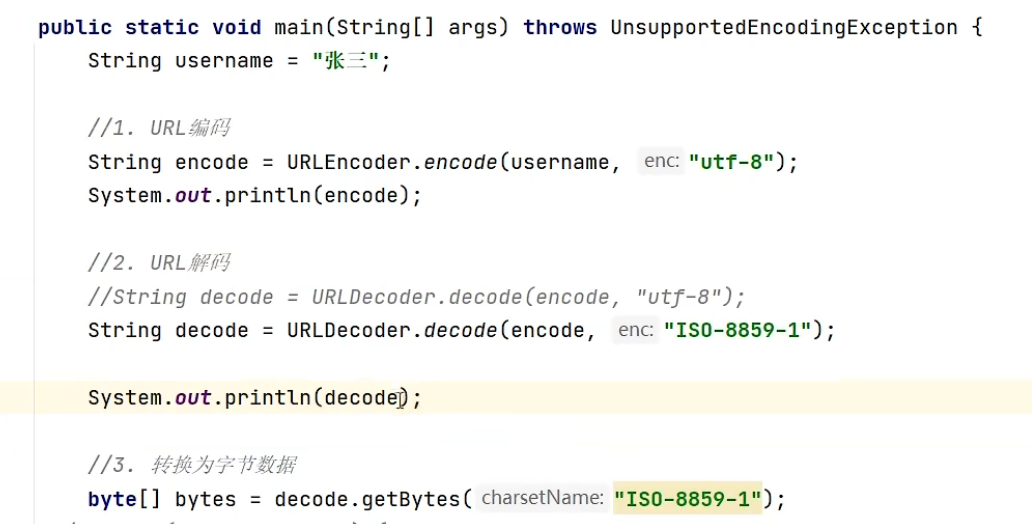 public static void main(String[] args) throws UnsupportedEncodingException {
String username = "张三";
//1. URL编码
String encode = URLEncoder.encode(username, enc: "utf-8");
System.out.println(encode);
//2. URL解码
//String decode = URLDecoder.decode(encode, "utf-8");
String decode = URLDecoder.decode(encode, enc: "ISO-8859-1");
System.out.println(decode);
//3. 转换为字节数据
byte[] bytes = decode.getBytes( charsetName: "ISO-8859-1");